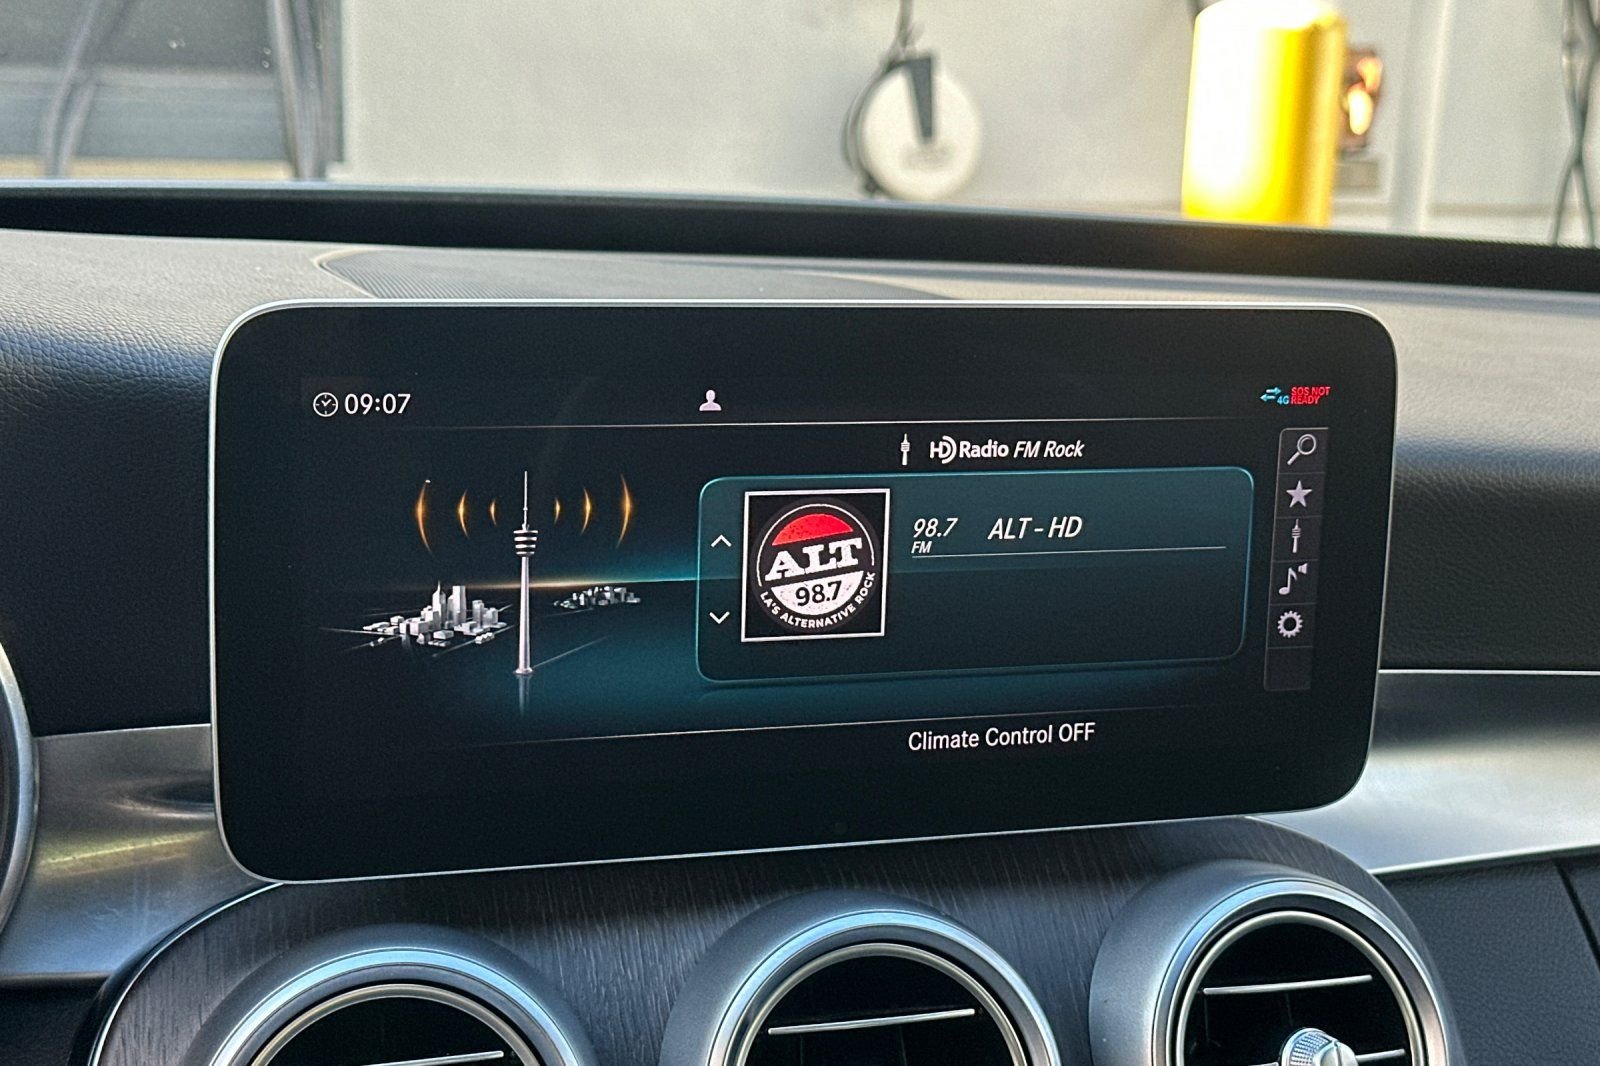 09:07
4G SOS NOT
READY
HD Radio FM Rock
ALT
98.7
LA'S ALTERNATIVE ROCK
98.7 ALT-HD
FM
Climate Control OFF